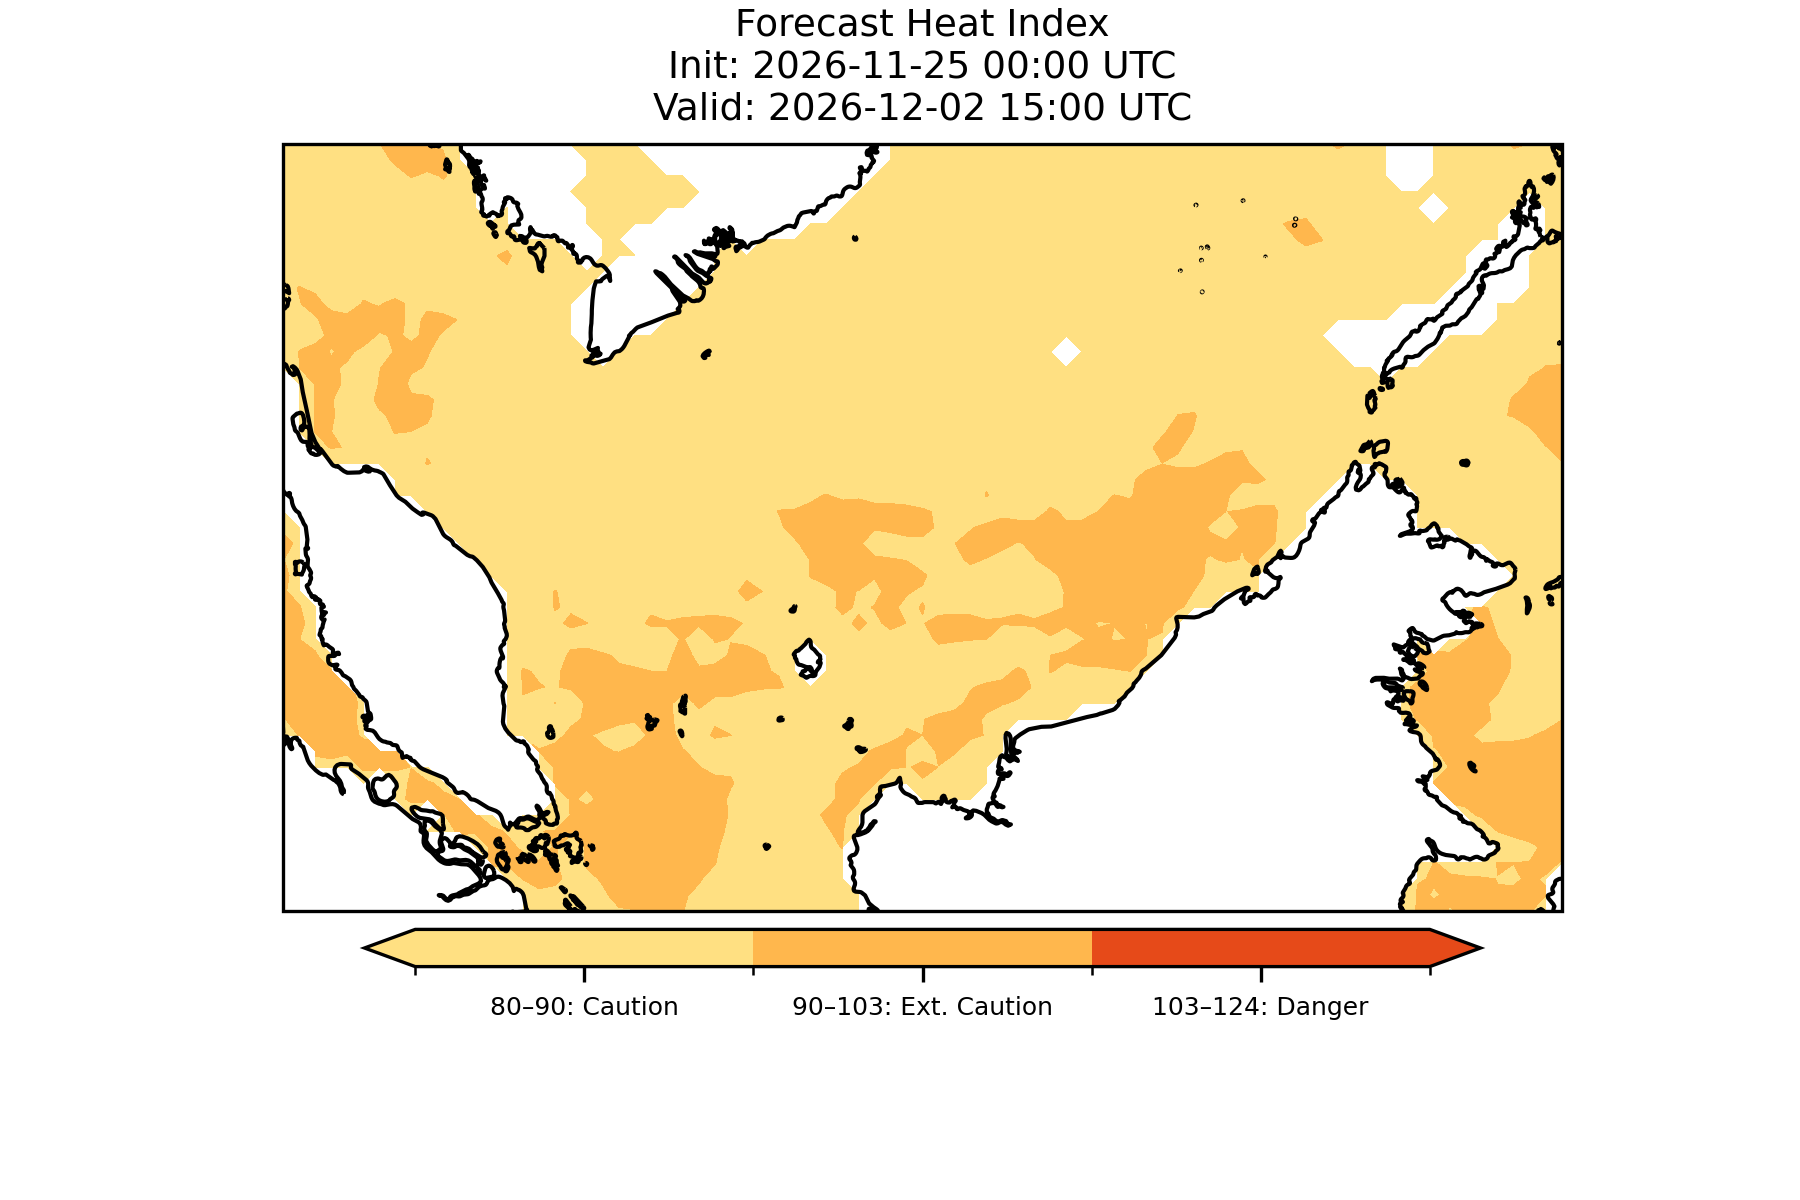 Forecast Heat Index
Init: 2026-11-25 00:00 UTC
Valid: 2026-12-02 15:00 UTC
80–90: Caution
90–103: Ext. Caution
103–124: Danger